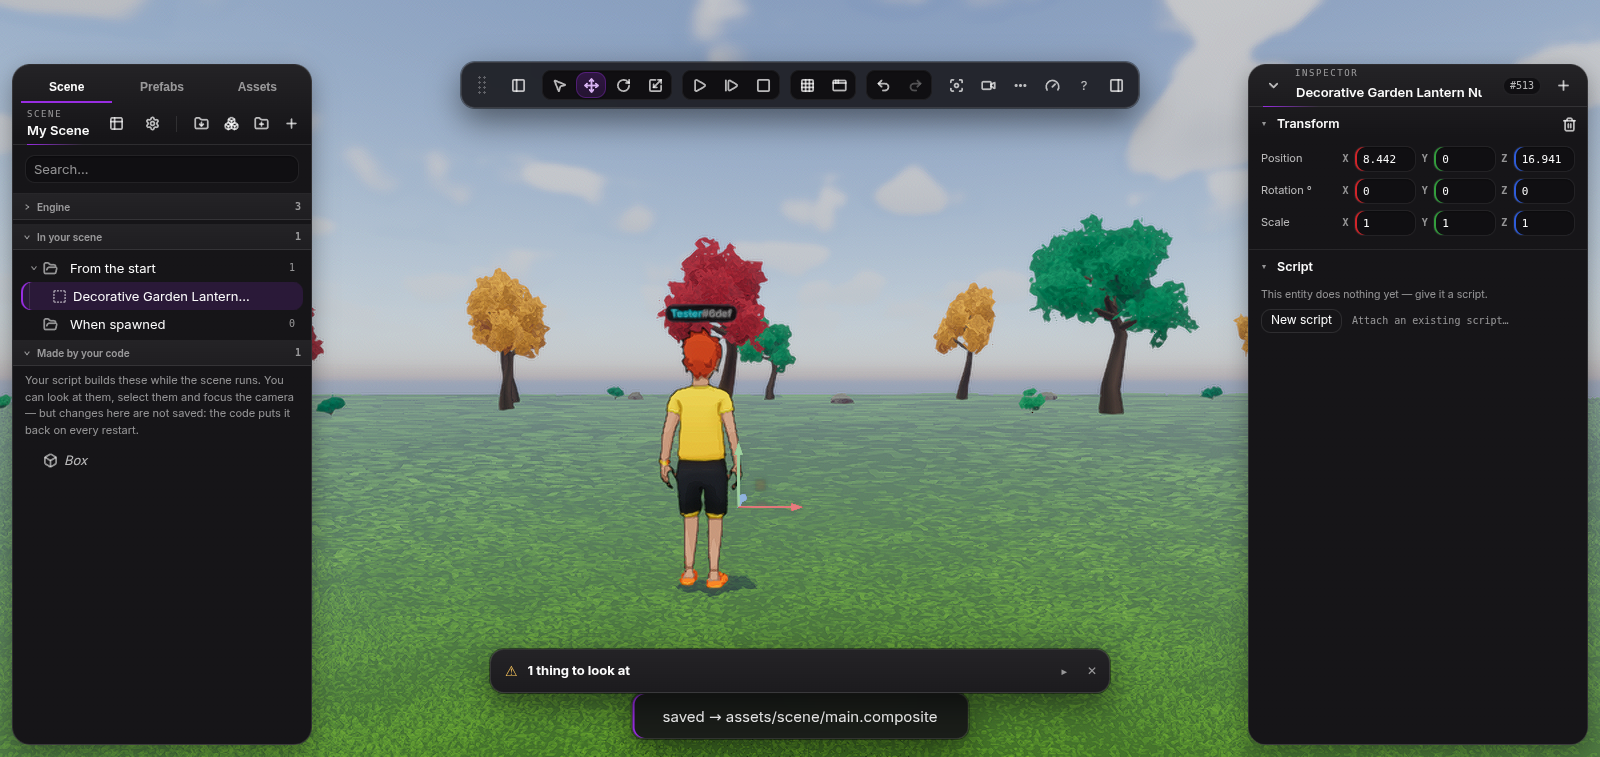 Scene Prefabs Assets
SCENE
My Scene
Search...
Engine 3
In your scene 1
From the start 1
Decorative Garden Lantern...
When spawned 0
Made by your code 1
Your script builds these while the scene runs. You
can look at them, select them and focus the camera
— but changes here are not saved: the code puts it
back on every restart.
Box
?
Tester#6def
⚠ 1 thing to look at
saved → assets/scene/main.composite
INSPECTOR
Decorative Garden Lantern Nu #513
Transform
Position X 8.442 Y 0 Z 16.941
Rotation ° X 0 Y 0 Z 0
Scale X 1 Y 1 Z 1
Script
This entity does nothing yet — give it a script.
New script Attach an existing script…